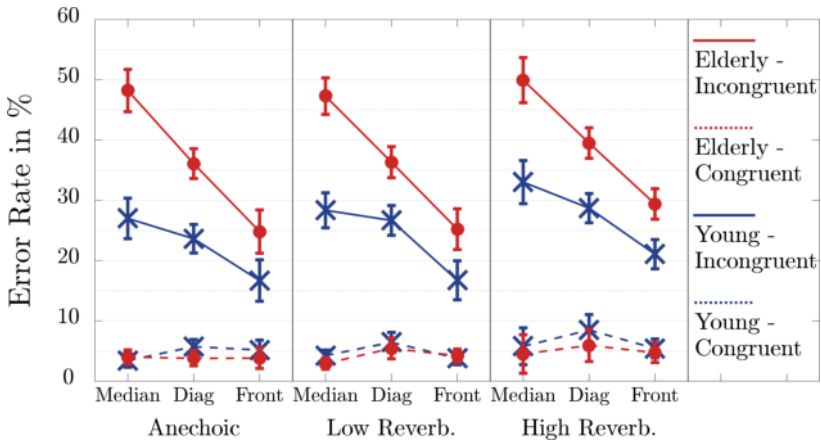 60
50
40
30
20
10
0
Error Rate in %
Median Diag Front Median Diag Front Median Diag Front
Anechoic Low Reverb. High Reverb.
Elderly -
Incongruent
Elderly -
Congruent
Young -
Incongruent
Young -
Congruent